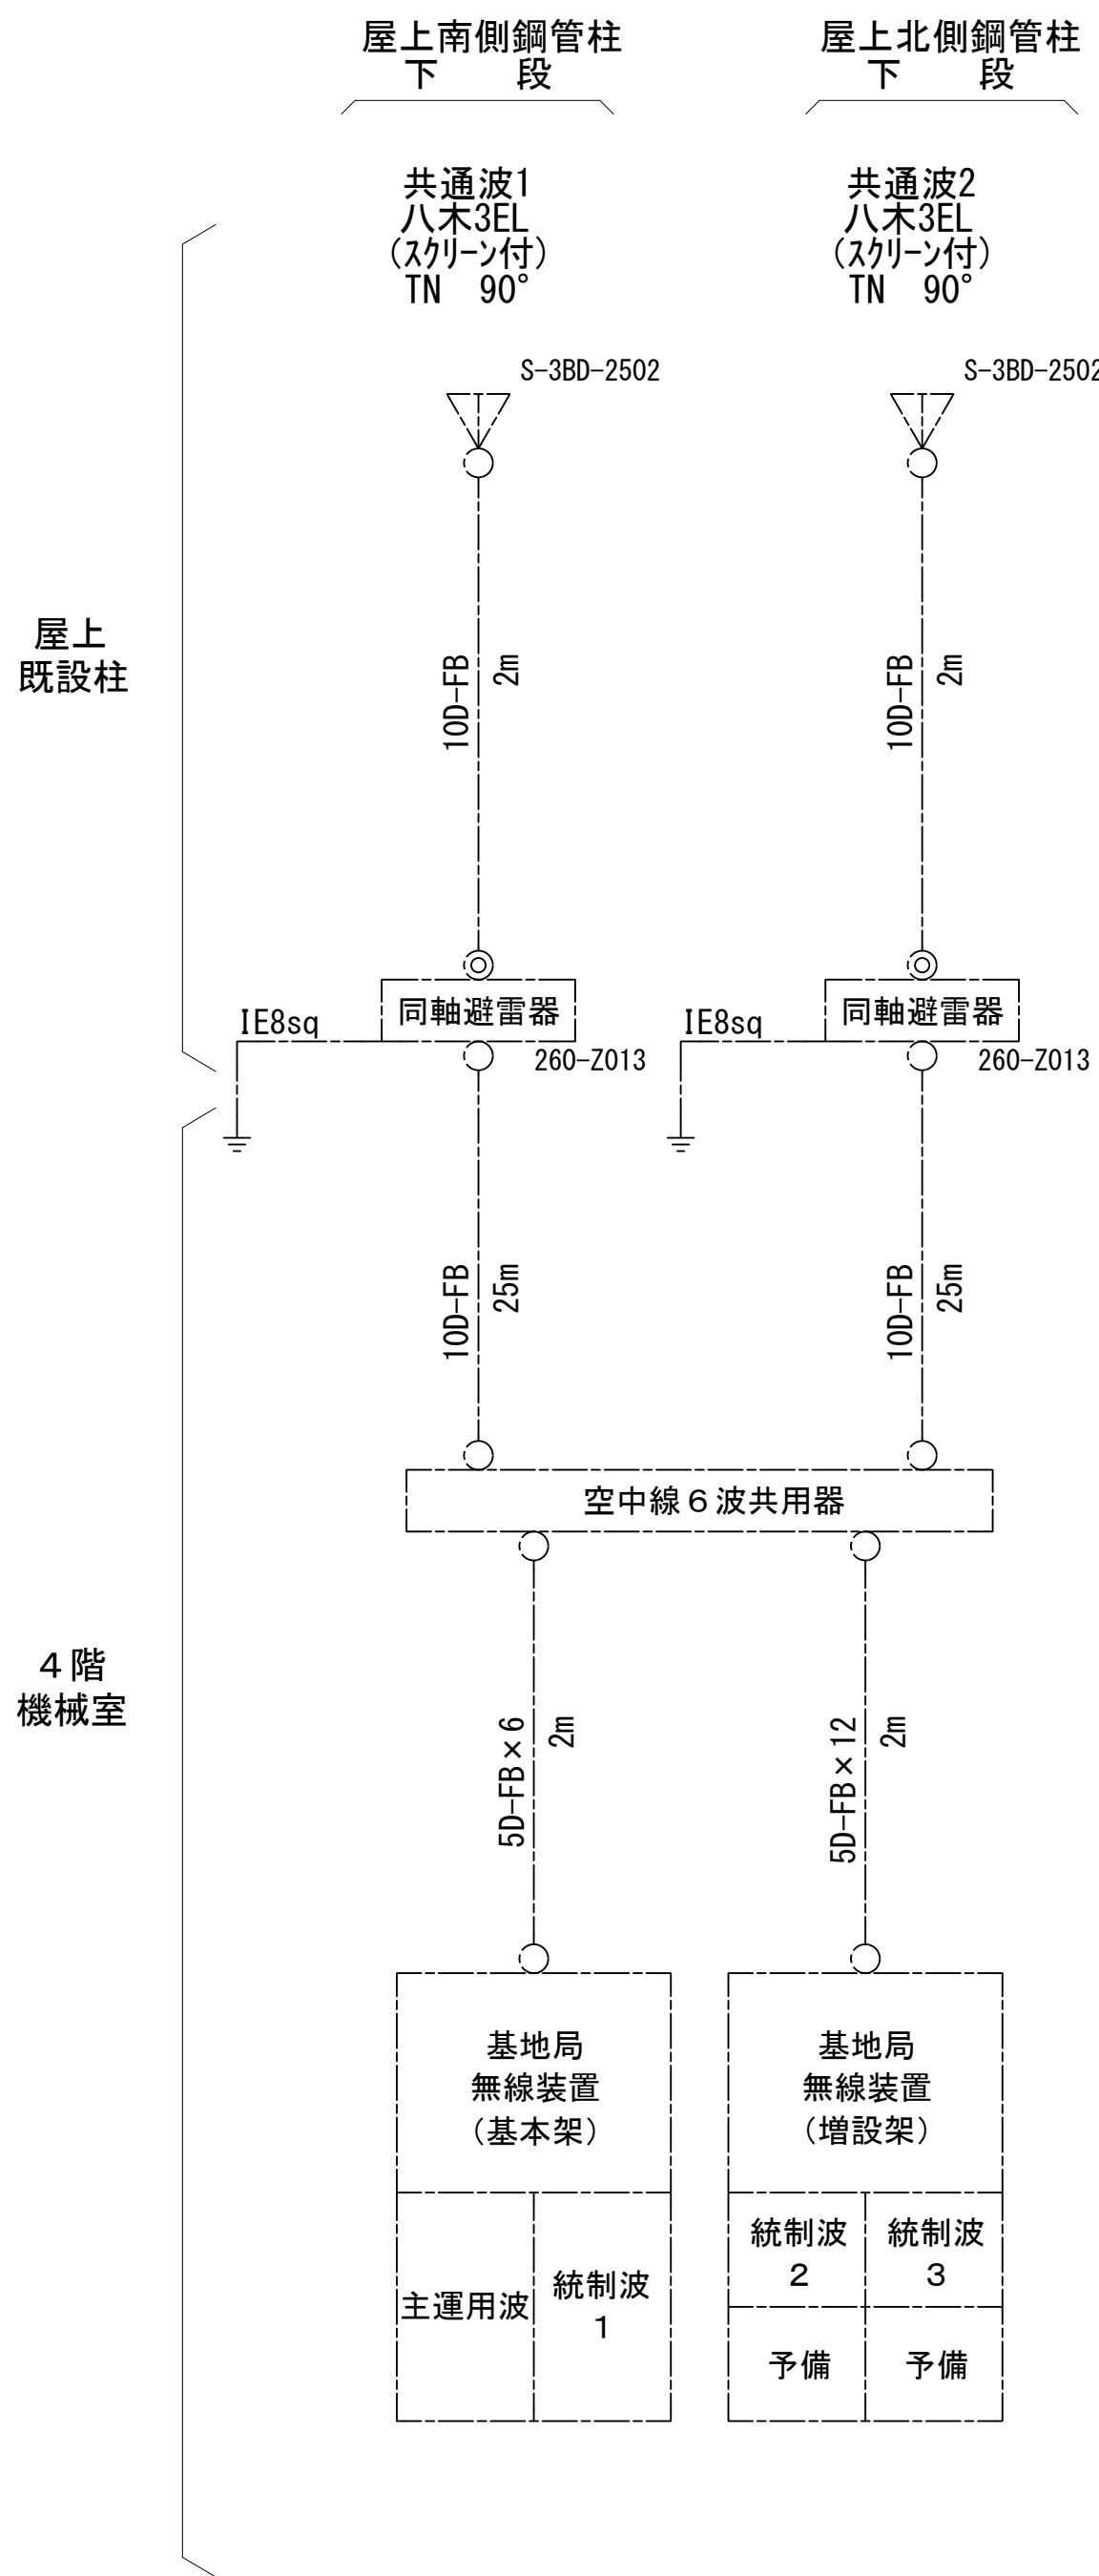 屋上南側鋼管柱
下　段
屋上北側鋼管柱
下　段
共通波1
八木3EL
(ｽｸﾘｰﾝ付)
TN　90°
共通波2
八木3EL
(ｽｸﾘｰﾝ付)
TN　90°
S-3BD-2502
S-3BD-2502
屋上
既設柱
10D-FB
2m
10D-FB
2m
IE8sq
同軸避雷器
260-Z013
IE8sq
同軸避雷器
260-Z013
10D-FB
25m
10D-FB
25m
空中線６波共用器
４階
機械室
5D-FB×6
2m
5D-FB×12
2m
基地局
無線装置
(基本架)
基地局
無線装置
(増設架)
主運用波
統制波
1
統制波
2
統制波
3
予備
予備